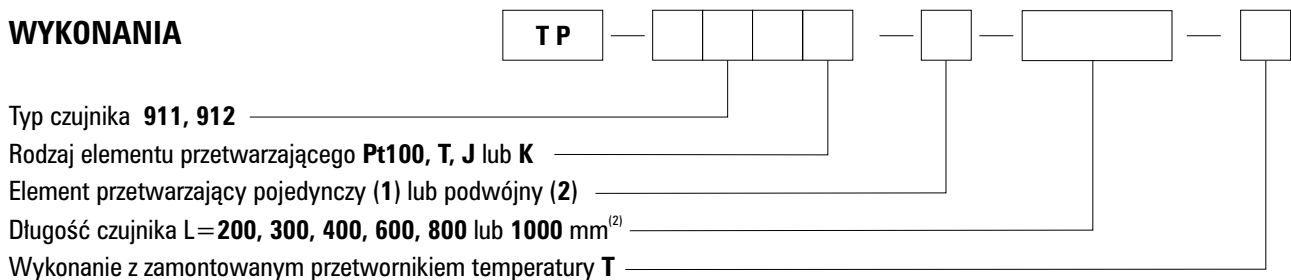 WYKONANIA
T P
Typ czujnika 911, 912
Rodzaj elementu przetwarzającego Pt100, T, J lub K
Element przetwarzający pojedynczy (1) lub podwójny (2)
Długość czujnika L=200, 300, 400, 600, 800 lub 1000 mm⁽²⁾
Wykonanie z zamontowanym przetwornikiem temperatury T